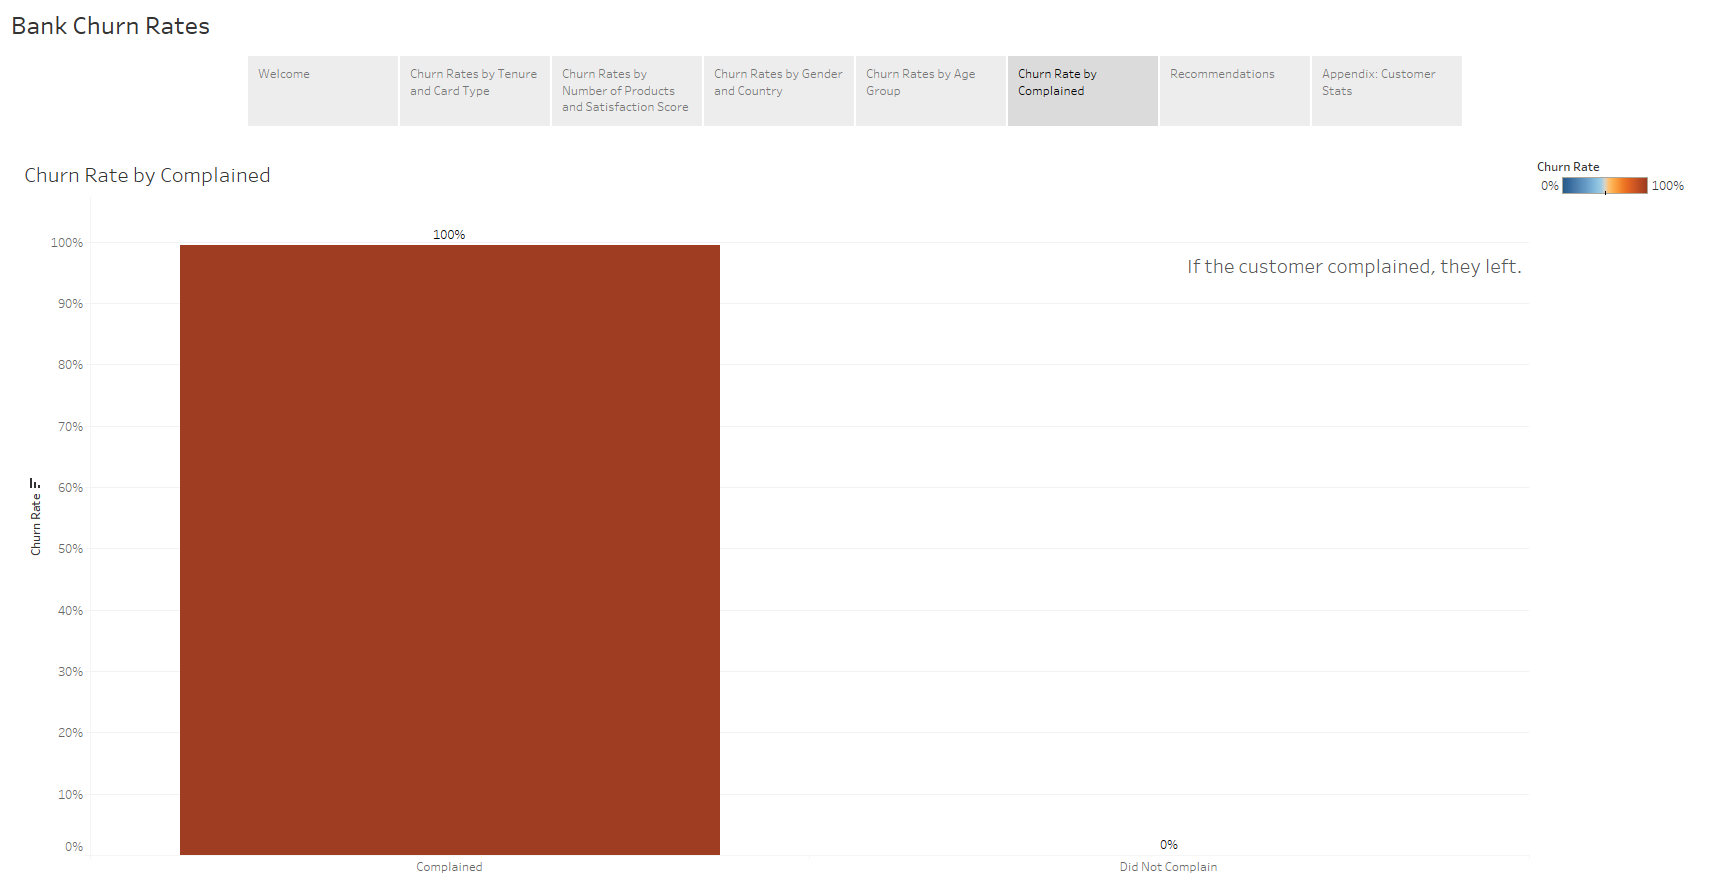 Bank Churn Rates
Welcome
Churn Rates by Tenure
and Card Type
Churn Rates by
Number of Products
and Satisfaction Score
Churn Rates by Gender
and Country
Churn Rates by Age
Group
Churn Rate by
Complained
Recommendations
Appendix: Customer
Stats
Churn Rate by Complained
Churn Rate
0%
100%
100%
If the customer complained, they left.
100%
90%
80%
70%
60%
50%
40%
30%
20%
10%
0%
Churn Rate
0%
Complained
Did Not Complain